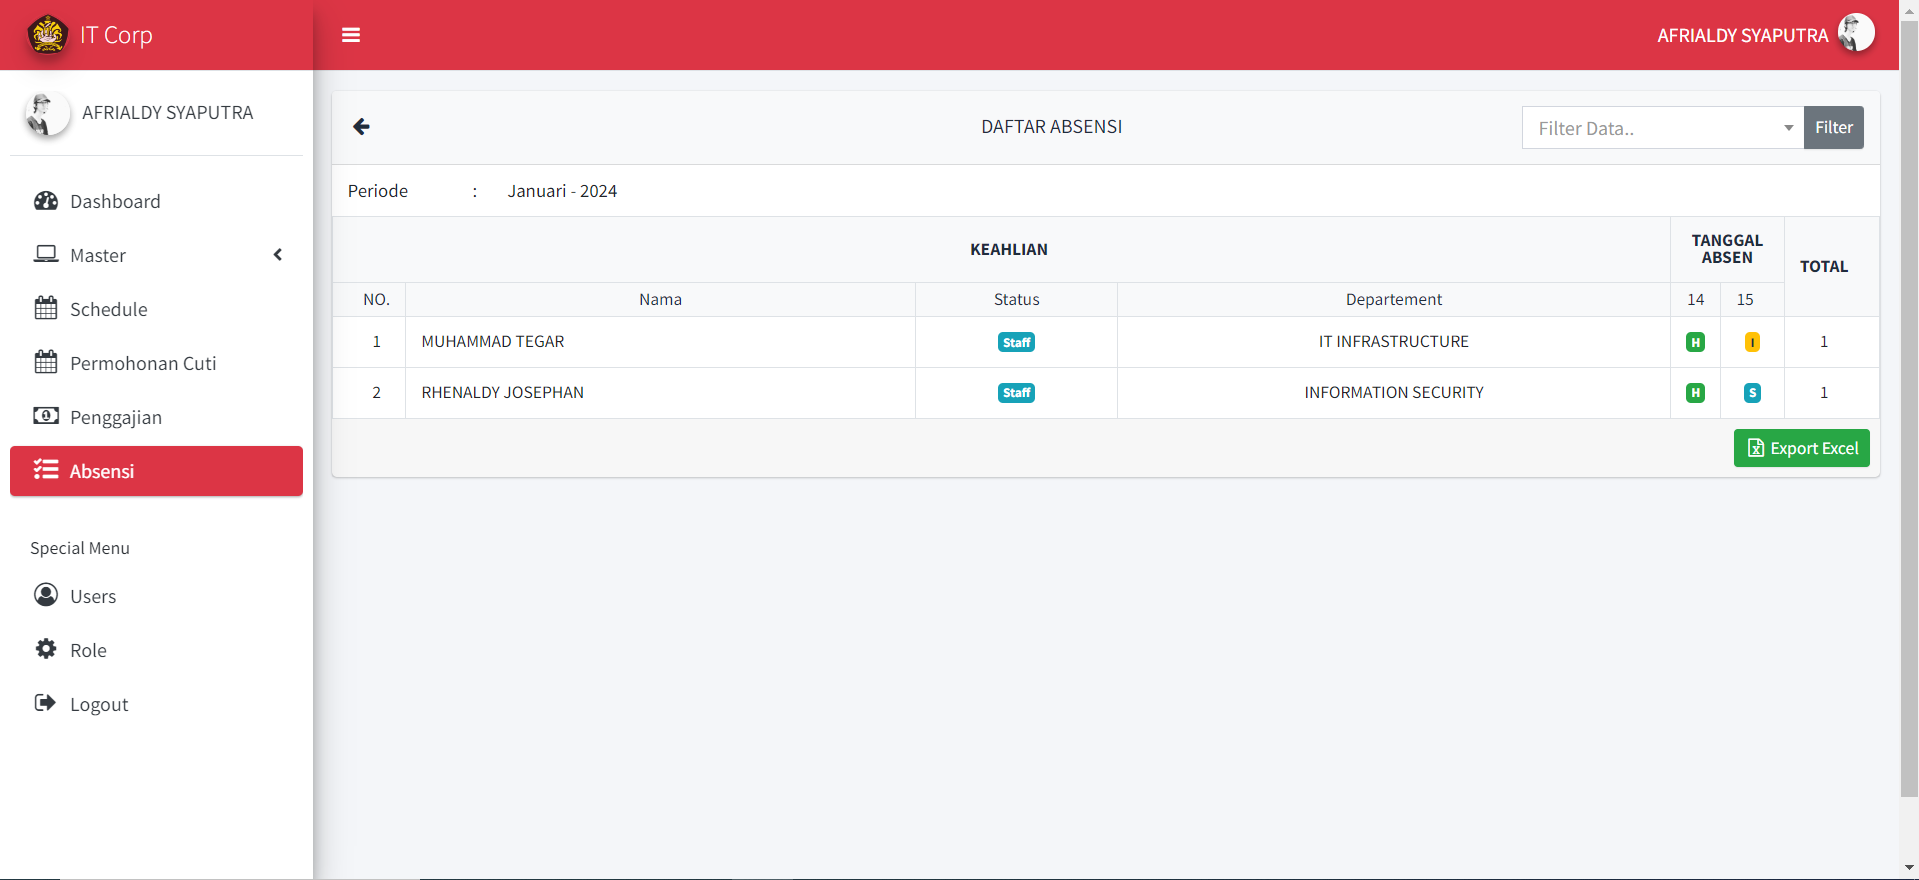 IT Corp
AFRIALDY SYAPUTRA
AFRIALDY SYAPUTRA
Dashboard
Master
Schedule
Permohonan Cuti
Penggajian
Absensi
Special Menu
Users
Role
Logout
DAFTAR ABSENSI
Filter Data.. Filter
Periode : Januari - 2024
KEAHLIAN TANGGAL ABSEN TOTAL
NO. Nama Status Departement 14 15
1 MUHAMMAD TEGAR Staff IT INFRASTRUCTURE H I 1
2 RHENALDY JOSEPHAN Staff INFORMATION SECURITY H S 1
Export Excel